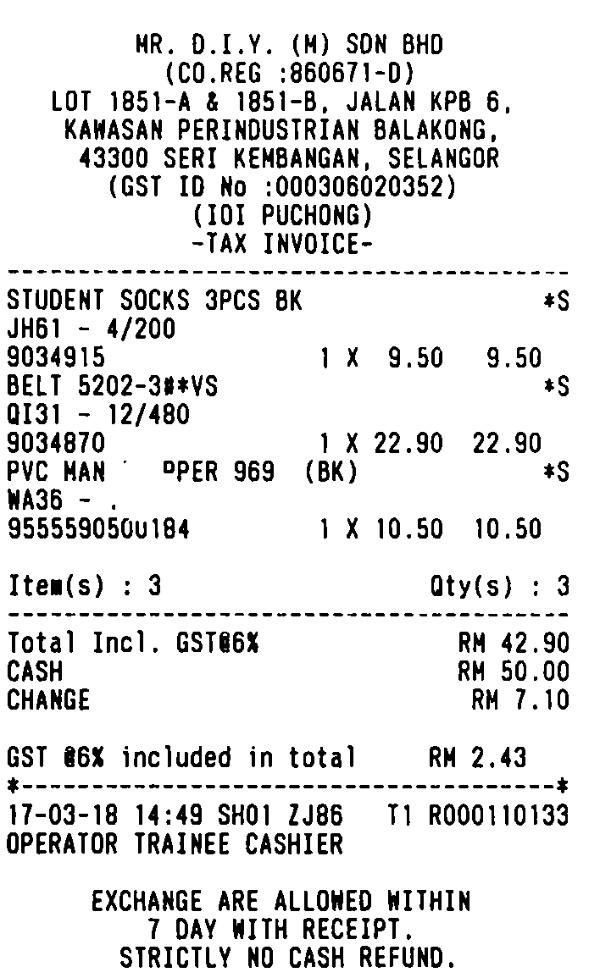 MR. D.I.Y. (M) SDN BHD
(CO.REG :860671-D)
LOT 1851-A & 1851-B, JALAN KPB 6,
KAWASAN PERINDUSTRIAN BALAKONG,
43300 SERI KEMBANGAN, SELANGOR
(GST ID No :000306020352)
(IOI PUCHONG)
-TAX INVOICE-
STUDENT SOCKS 3PCS BK *S
JH61 - 4/200
9034915 1 X 9.50 9.50
BELT 5202-3#*VS *S
QI31 - 12/480
9034870 1 X 22.90 22.90
PVC MAN 969 (BK) *S
WA36 -
1 X 10.50 10.50
Item(s) : 3 Qty(s) : 3
Total Incl. GST@6% RM 42.90
CASH RM 50.00
CHANGE RM 7.10
GST @6% included in total RM 2.43
*--------------------------------------*
17-03-18 14:49 SH01 ZJ86 T1 R000110133
OPERATOR TRAINEE CASHIER
EXCHANGE ARE ALLOWED WITHIN
7 DAY WITH RECEIPT.
STRICTLY NO CASH REFUND.